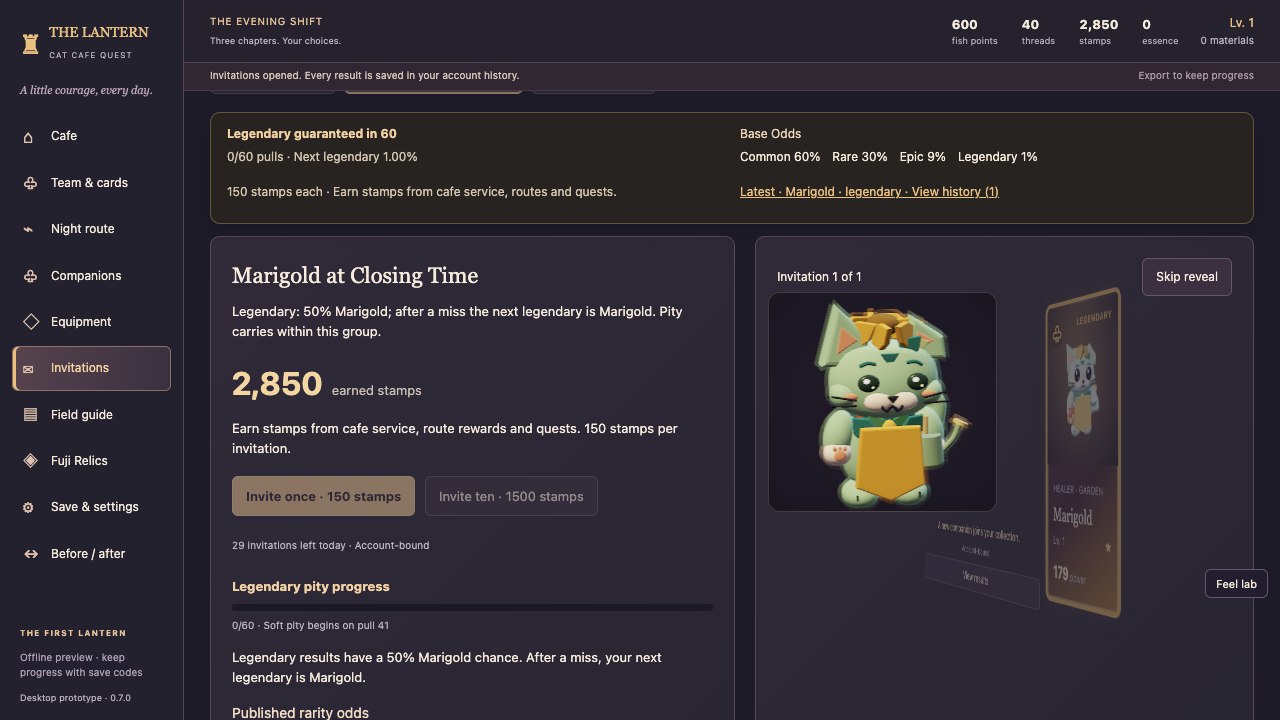 THE LANTERN
CAT CAFE QUEST
A little courage, every day.
Cafe
Team & cards
Night route
Companions
Equipment
Invitations
Field guide
Fuji Relics
Save & settings
Before / after
THE FIRST LANTERN
Offline preview · keep
progress with save codes
Desktop prototype · 0.7.0
THE EVENING SHIFT
Three chapters. Your choices.
600
fish points
40
threads
2,850
stamps
0
essence
Lv. 1
0 materials
Invitations opened. Every result is saved in your account history.
Export to keep progress
Legendary guaranteed in 60
0/60 pulls · Next legendary 1.00%
150 stamps each · Earn stamps from cafe service, routes and quests.
Base Odds
Common 60% Rare 30% Epic 9% Legendary 1%
Latest · Marigold · legendary · View history (1)
Marigold at Closing Time
Legendary: 50% Marigold; after a miss the next legendary is Marigold. Pity
carries within this group.
2,850 earned stamps
Earn stamps from cafe service, route rewards and quests. 150 stamps per
invitation.
Invite once · 150 stamps
Invite ten · 1500 stamps
29 invitations left today · Account-bound
Legendary pity progress
0/60 · Soft pity begins on pull 41
Legendary results have a 50% Marigold chance. After a miss, your next
legendary is Marigold.
Published rarity odds
Invitation 1 of 1
Skip reveal
LEGENDARY
HEALER · GARDEN
Marigold
Lv. 1
179 power
A new companion joins your collection.
Account-bound
View results
Feel lab